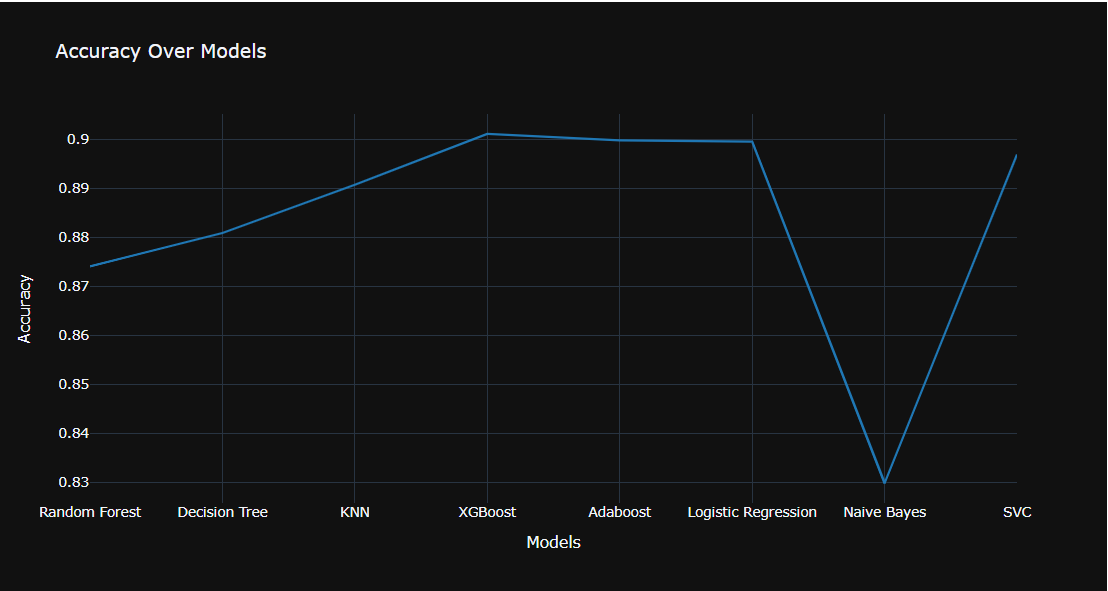 Accuracy Over Models
Accuracy
0.9
0.89
0.88
0.87
0.86
0.85
0.84
0.83
Random Forest Decision Tree KNN XGBoost Adaboost Logistic Regression Naive Bayes SVC
Models